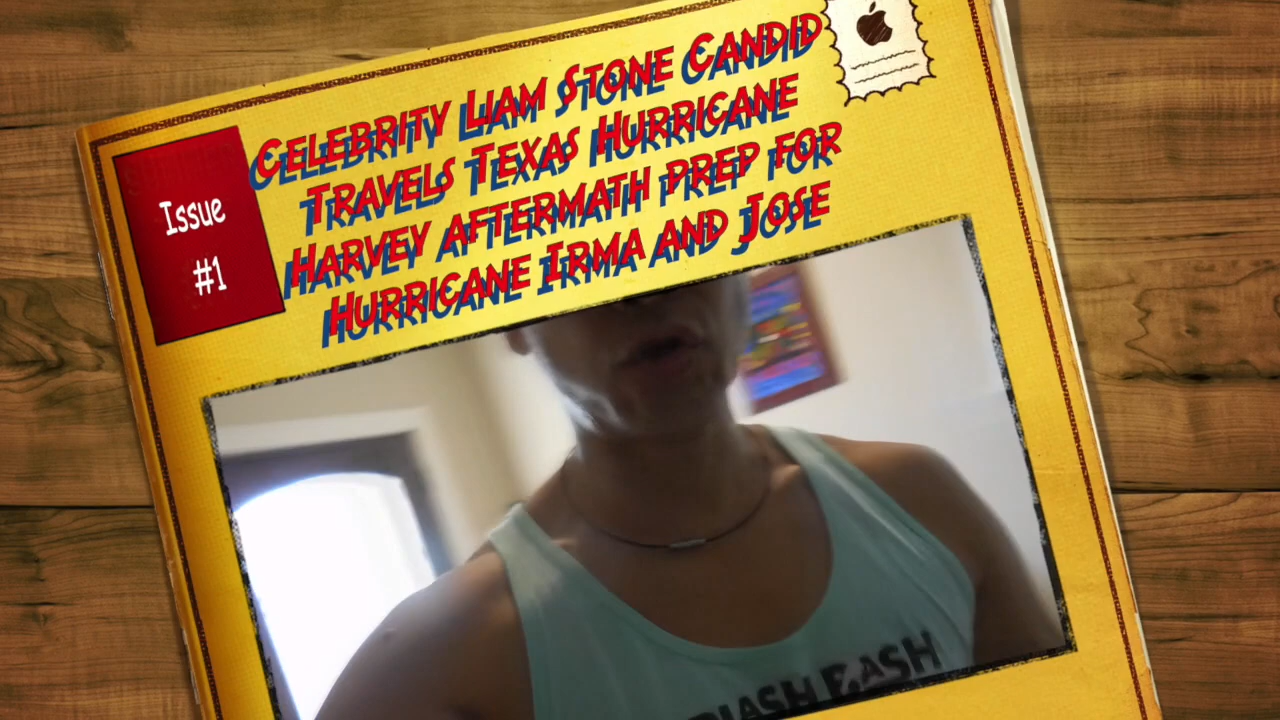 Celebrity Liam Stone Candid
Travels Texas Hurricane
Harvey aftermath prep for
Hurricane Irma and Jose
Issue
#1